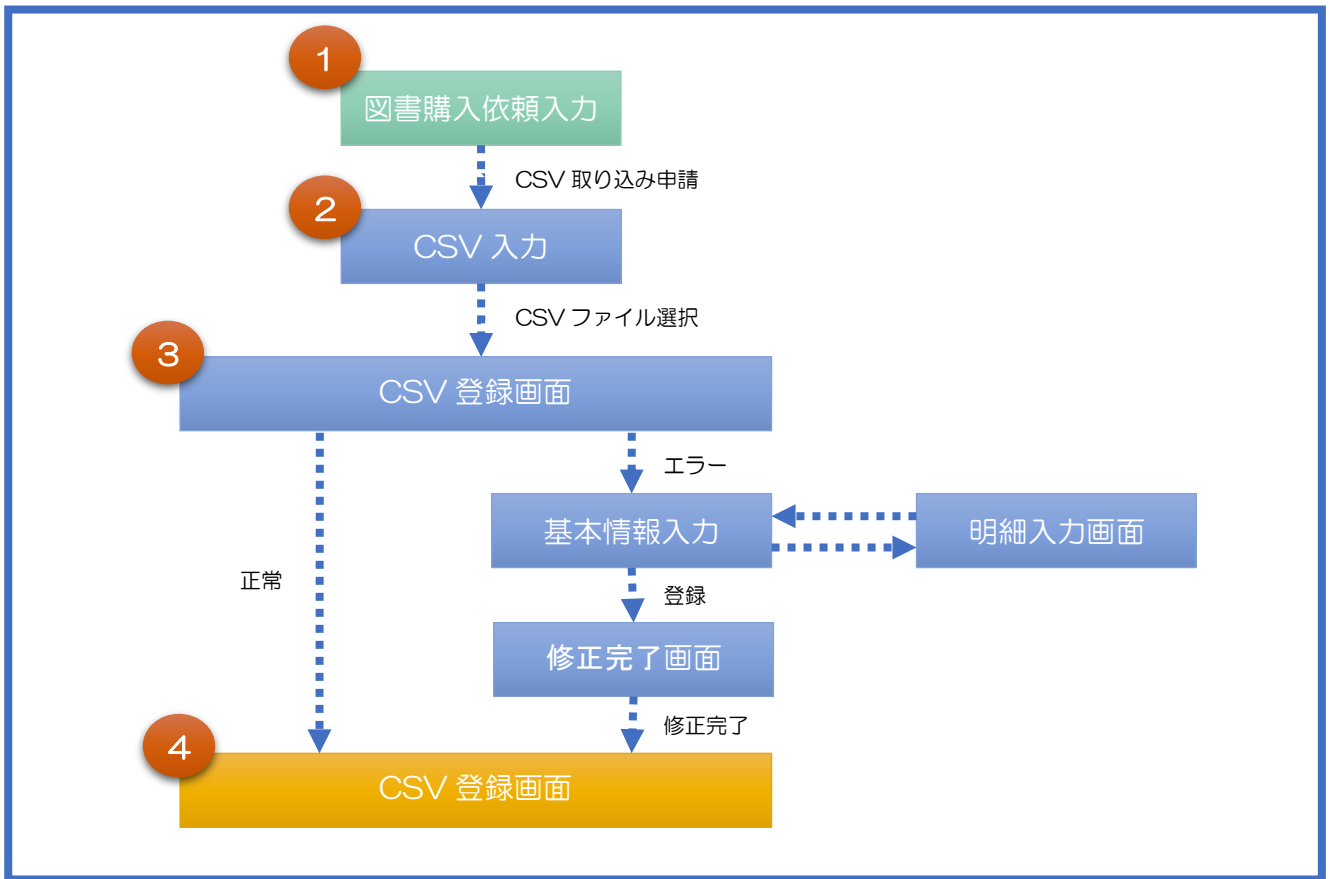 1
図書購入依頼入力
CSV 取り込み申請
2
CSV 入力
CSV ファイル選択
3
CSV 登録画面
エラー
基本情報入力
明細入力画面
正常
登録
修正完了画面
修正完了
4
CSV 登録画面